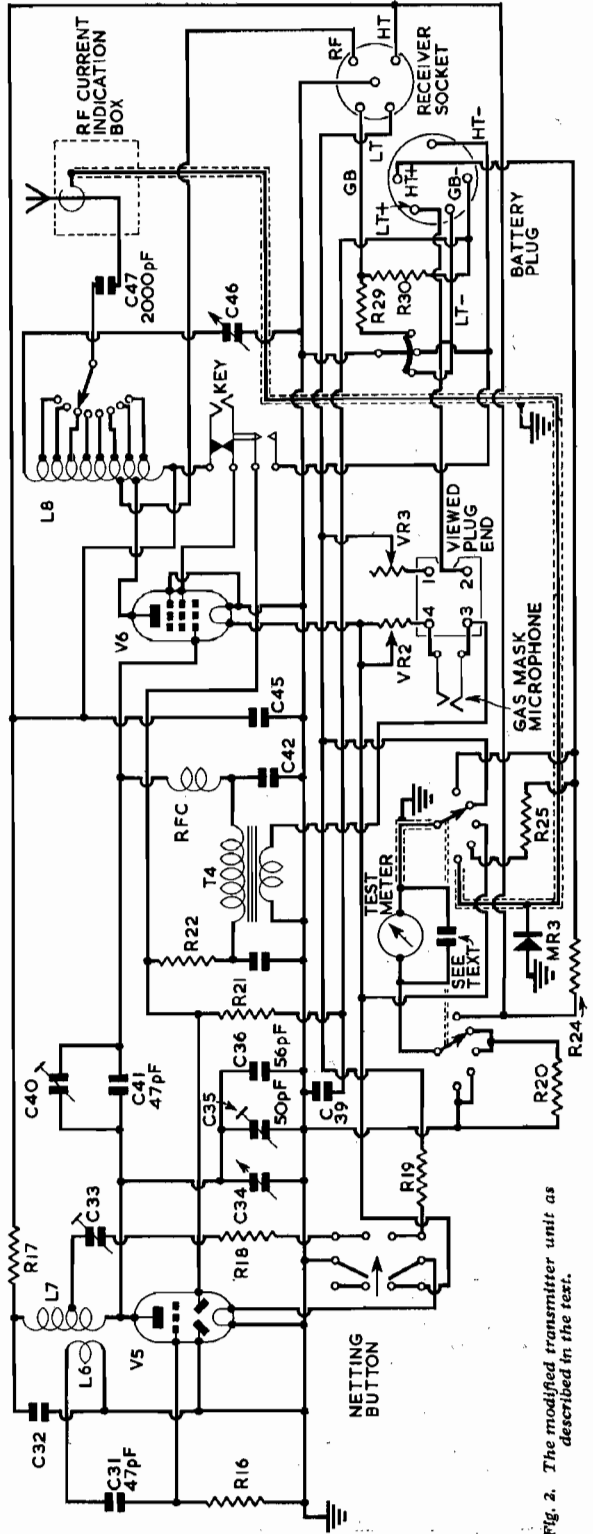 R17
C32
L7
C33
L6
C31
47pF
R16
V5
R18
NETTING
BUTTON
C40
C41
47pF
C34
C35
50pF
C36
56pF
C
39
R19
R21
R22
T4
RFC
C42
C45
V6
L8
C47
2000pF
RF CURRENT
INDICATION
BOX
KEY
C46
RF
HT
RECEIVER
SOCKET
LT
GB
LT+
HT+
GB-
HT-
BATTERY
PLUG
R29
R30
LT-
VR3
VR2
1
2
3
4
VIEWED
PLUG
END
GAS MASK
MICROPHONE
TEST
METER
SEE
TEXT
MR3
R25
R24
R20
Fig. 2. The modified transmitter unit as
described in the text.